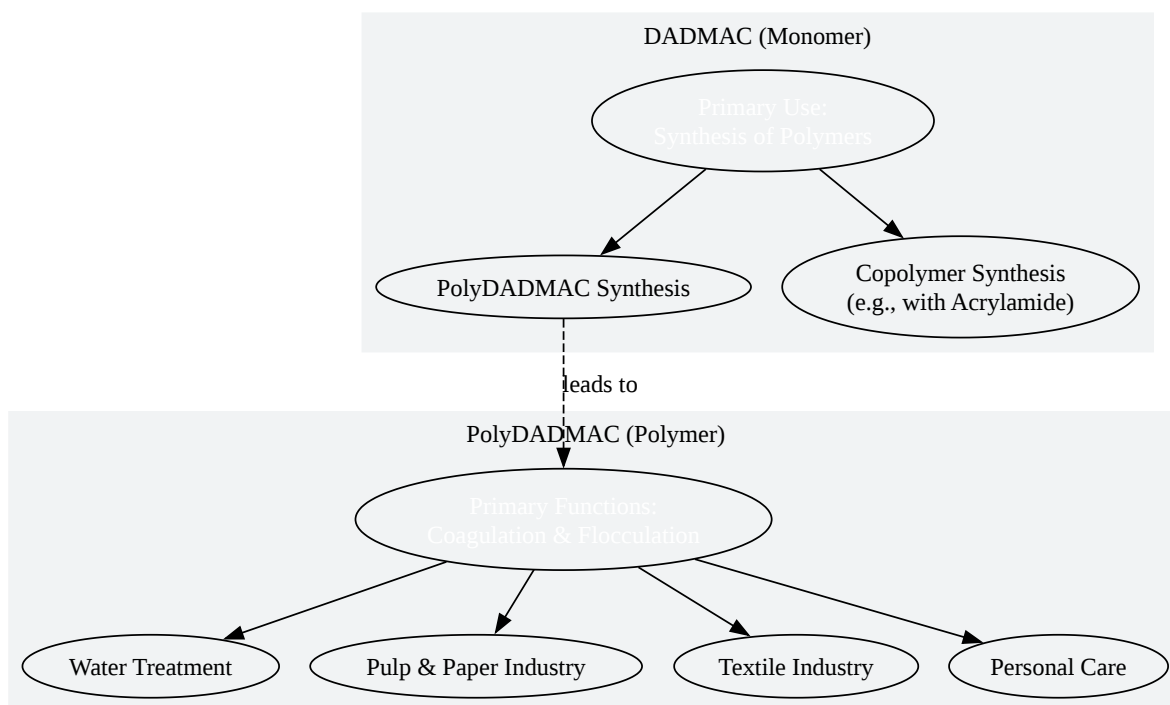 DADMAC (Monomer)
Primary Use:
Synthesis of Polymers
PolyDADMAC Synthesis
Copolymer Synthesis
(e.g., with Acrylamide)
leads to
PolyDADMAC (Polymer)
Primary Functions:
Coagulation & Flocculation
Water Treatment
Pulp & Paper Industry
Textile Industry
Personal Care